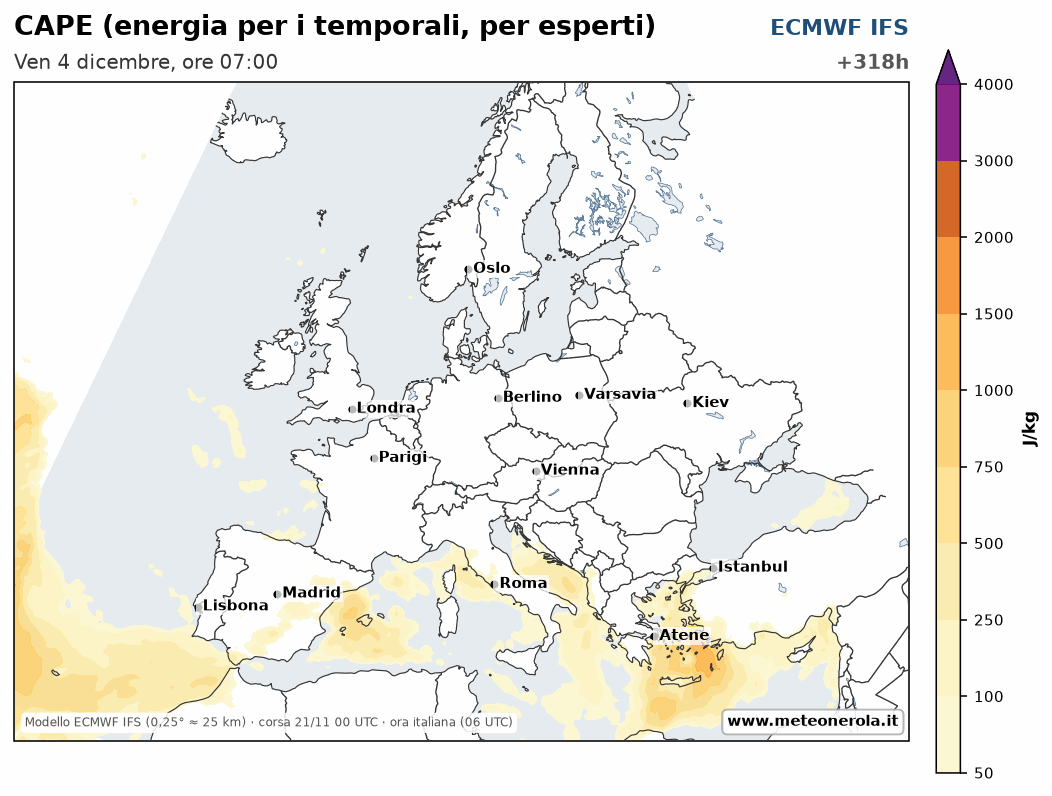 CAPE (energia per i temporali, per esperti)
ECMWF IFS
Ven 4 dicembre, ore 07:00
+318h
4000
3000
2000
1500
1000
750
500
250
100
50
J/kg
Oslo
Londra
Berlino
Varsavia
Kiev
Parigi
Vienna
Istanbul
Roma
Madrid
Lisbona
Atene
Modello ECMWF IFS (0,25° ≈ 25 km) · corsa 21/11 00 UTC · ora italiana (06 UTC)
www.meteonerola.it